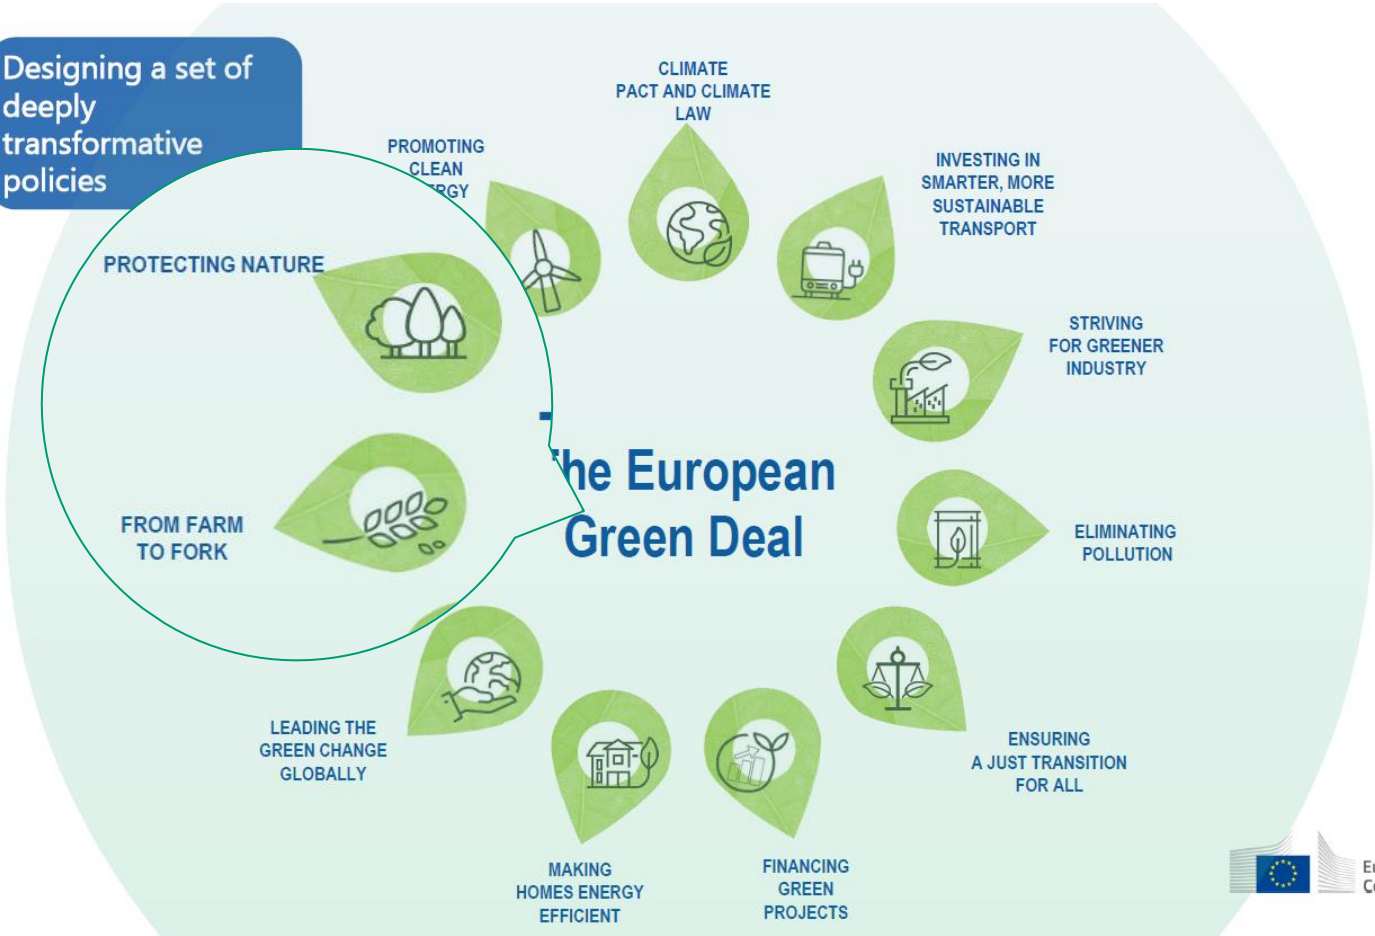 Designing a set of
deeply
transformative
policies
CLIMATE
PACT AND CLIMATE
LAW
PROMOTING
CLEAN
INVESTING IN
SMARTER, MORE
SUSTAINABLE
TRANSPORT
PROTECTING NATURE
STRIVING
FOR GREENER
INDUSTRY
The European
Green Deal
FROM FARM
TO FORK
ELIMINATING
POLLUTION
LEADING THE
GREEN CHANGE
GLOBALLY
ENSURING
A JUST TRANSITION
FOR ALL
MAKING
HOMES ENERGY
EFFICIENT
FINANCING
GREEN
PROJECTS